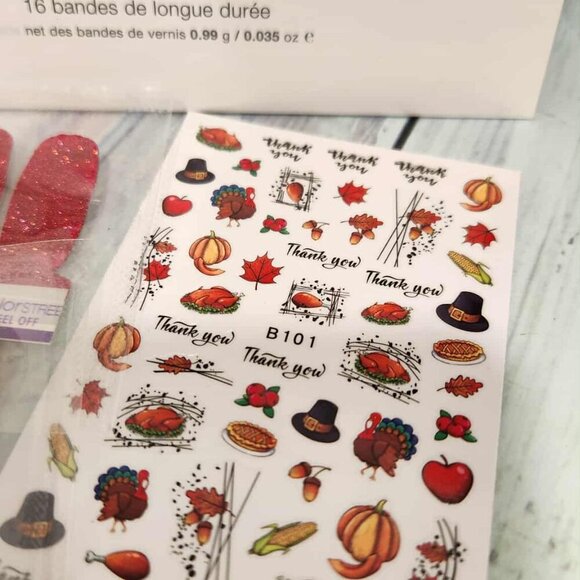 16 bandes de longue durée
net des bandes de vernis 0.99 g / 0.035 oz ℮
thank you
thank you
thank you
Thank you
Thank you
Thank you
B101
Thank you
STREE
EEL OFF